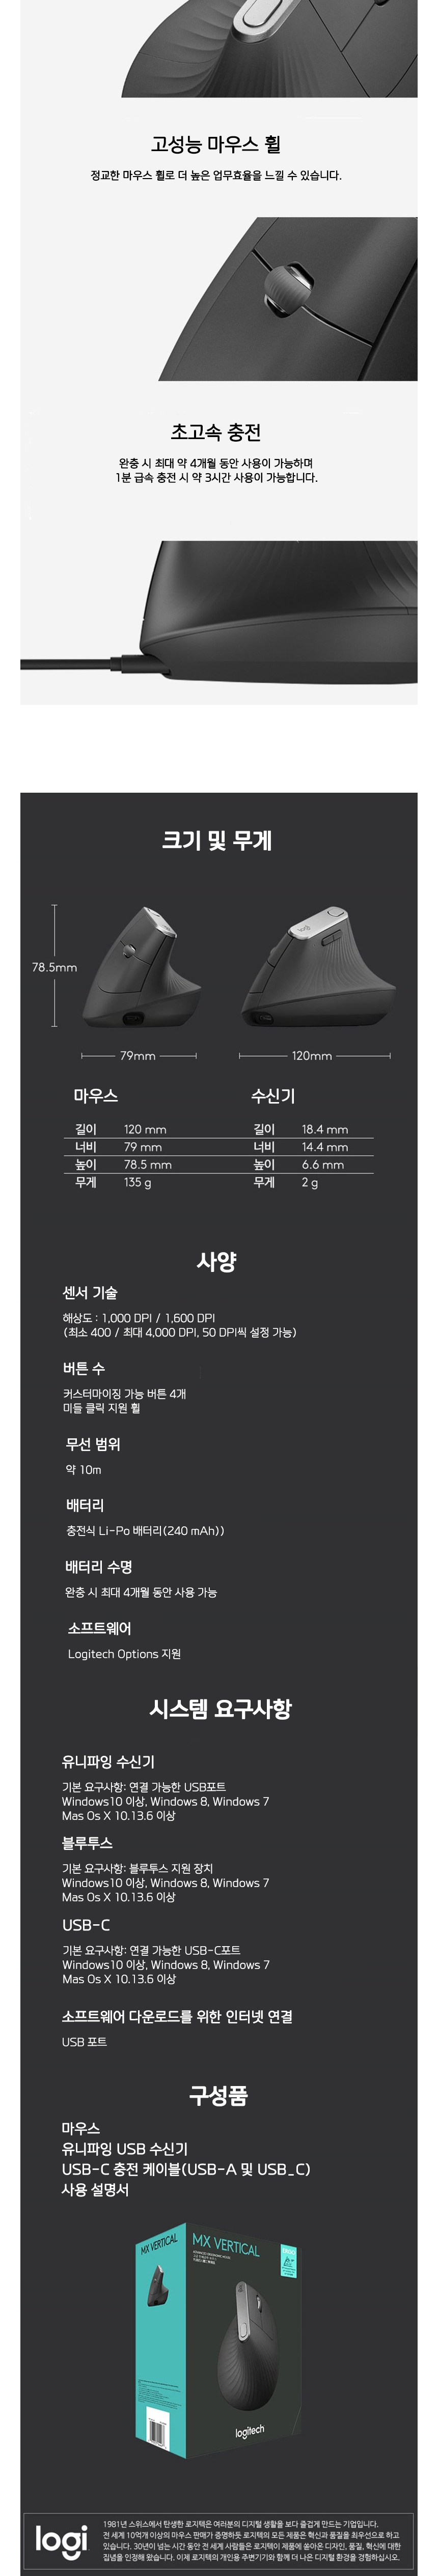 고성능 마우스 휠
정교한 마우스 휠로 더 높은 업무효율을 느낄 수 있습니다.
초고속 충전
완충 시 최대 약 4개월 동안 사용이 가능하며
1분 급속 충전 시 약 3시간 사용이 가능합니다.
크기 및 무게
78.5mm
logi
79mm
120mm
마우스
수신기
길이 120 mm 길이 18.4 mm
너비 79 mm 너비 14.4 mm
높이 78.5 mm 높이 6.6 mm
무게 135 g 무게 2 g
사양
센서 기술
해상도 : 1,000 DPI / 1,600 DPI
(최소 400 / 최대 4,000 DPI, 50 DPI씩 설정 가능)
버튼 수
커스터마이징 가능 버튼 4개
미들 클릭 지원 휠
무선 범위
약 10m
배터리
충전식 Li-Po 배터리(240 mAh))
배터리 수명
완충 시 최대 4개월 동안 사용 가능
소프트웨어
Logitech Options 지원
시스템 요구사항
유니파잉 수신기
기본 요구사항: 연결 가능한 USB포트
Windows10 이상, Windows 8, Windows 7
Mas Os X 10.13.6 이상
블루투스
기본 요구사항: 블루투스 지원 장치
Windows10 이상, Windows 8, Windows 7
Mas Os X 10.13.6 이상
USB-C
기본 요구사항: 연결 가능한 USB-C포트
Windows10 이상, Windows 8, Windows 7
Mas Os X 10.13.6 이상
소프트웨어 다운로드를 위한 인터넷 연결
USB 포트
구성품
마우스
유니파잉 USB 수신기
USB-C 충전 케이블(USB-A 및 USB_C)
사용 설명서
MX VERTICAL
MX VERTICAL
logitech
logi
1981년 스위스에서 탄생한 로지텍은 여러분의 디지털 생활을 보다 즐겁게 만드는 기업입니다.
전 세계 10억개 이상의 마우스 판매가 증명하듯 로지텍의 모든 제품은 혁신과 품질을 최우선으로 하고
있습니다. 30년이 넘는 시간 동안 전 세계 사람들은 로지텍이 제품에 쏟아온 디자인, 품질, 혁신에 대한
집념을 인정해 왔습니다. 이제 로지텍의 개인용 주변기기와 함께 더 나은 디지털 환경을 경험하십시오.